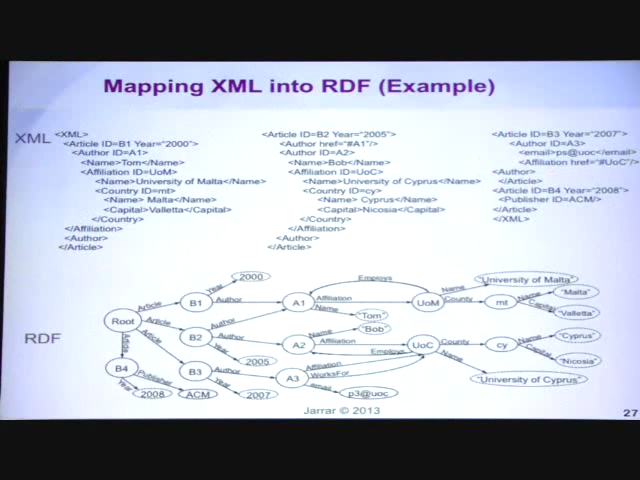 Mapping XML into RDF (Example)
XML
<XML>
<Article ID=B1 Year="2000">
<Author ID=A1>
<Name>Tom</Name>
<Affiliation ID=UoM>
<Name>University of Malta</Name>
<Country ID=mt>
<Name> Malta</Name>
<Capital>Valletta</Capital>
</Country>
</Affiliation>
<Author>
</Article>
<Article ID=B2 Year="2005">
<Author href="#A1"/>
<Author ID=A2>
<Name>Bob</Name>
<Affiliation ID=UoC>
<Name>University of Cyprus</Name>
<Country ID=cy>
<Name> Cyprus</Name>
<Capital>Nicosia</Capital>
</Country>
</Affiliation>
<Author>
</Article>
<Article ID=B3 Year="2007">
<Author ID=A3>
<email>ps@uoc</email>
<Affiliation href="#UoC"/>
<Author>
</Article>
<Article ID=B4 Year="2008">
<Publisher ID=ACM/>
</Article>
</XML>
RDF
Root
Article
Article
Article
Article
B1
Year
2000
Author
B2
Author
Author
Year
2005
B3
Author
Year
2007
B4
Year
2008
Publisher
ACM
A1
Affiliation
Name
"Tom"
Employs
A2
Name
"Bob"
Affiliation
Employs
A3
Affiliation
WorksFor
email
p3@uoc
UoM
Name
"University of Malta"
County
mt
Name
"Malta"
Capital
"Valletta"
UoC
County
cy
Name
"Cyprus"
Capital
"Nicosia"
Name
"University of Cyprus"
Jarrar © 2013
27